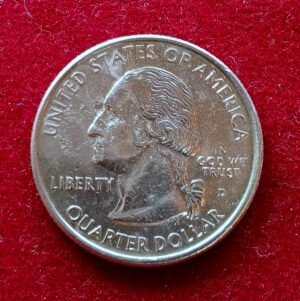 UNITED STATES OF AMERICA
LIBERTY
IN
GOD WE
TRUST
D
QUARTER DOLLAR